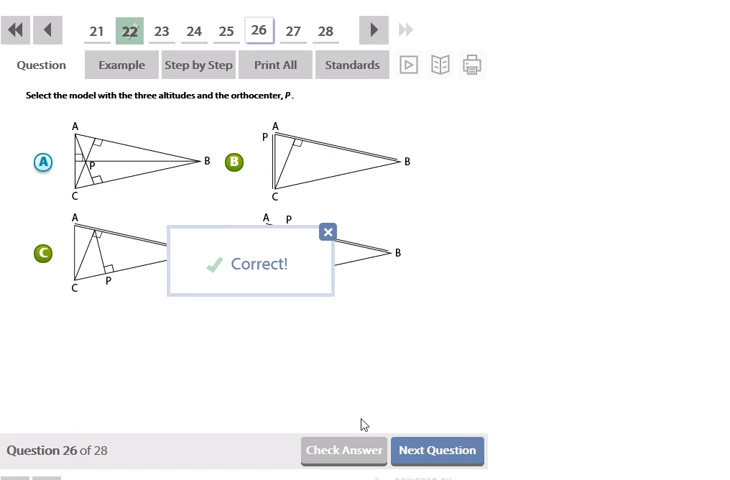 21 22 23 24 25 26 27 28
Question Example Step by Step Print All Standards
Select the model with the three altitudes and the orthocenter, P.
A
A
A
P
P
B
B
B
C
C
A
A
P
Correct!
C
B
C
P
Question 26 of 28
Check Answer
Next Question